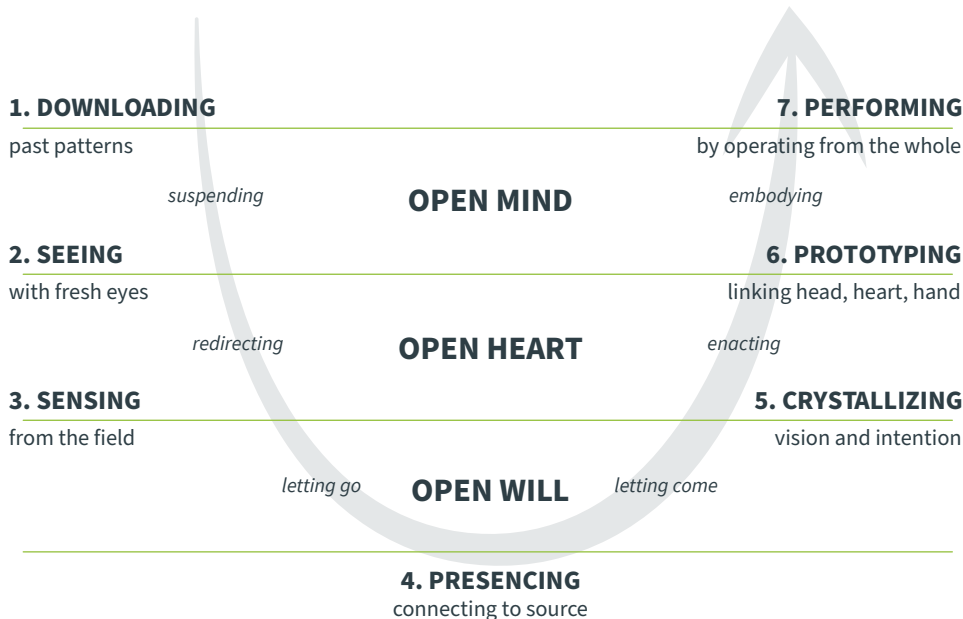 1. DOWNLOADING
7. PERFORMING
past patterns
by operating from the whole
suspending
OPEN MIND
embodying
2. SEEING
6. PROTOTYPING
with fresh eyes
linking head, heart, hand
redirecting
OPEN HEART
enacting
3. SENSING
5. CRYSTALLIZING
from the field
vision and intention
letting go
OPEN WILL
letting come
4. PRESENCING
connecting to source